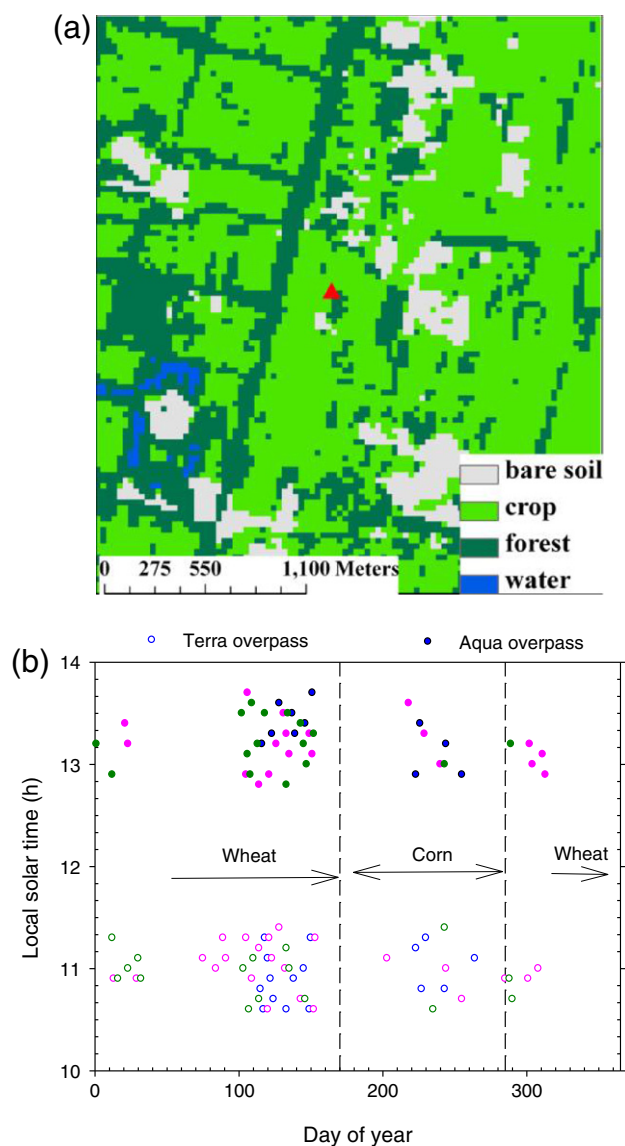 (a)
bare soil
crop
forest
water
0 275 550 1,100 Meters
Terra overpass Aqua overpass
(b)
14
13
12
11
10
Local solar time (h)
Wheat Corn Wheat
0 100 200 300
Day of year